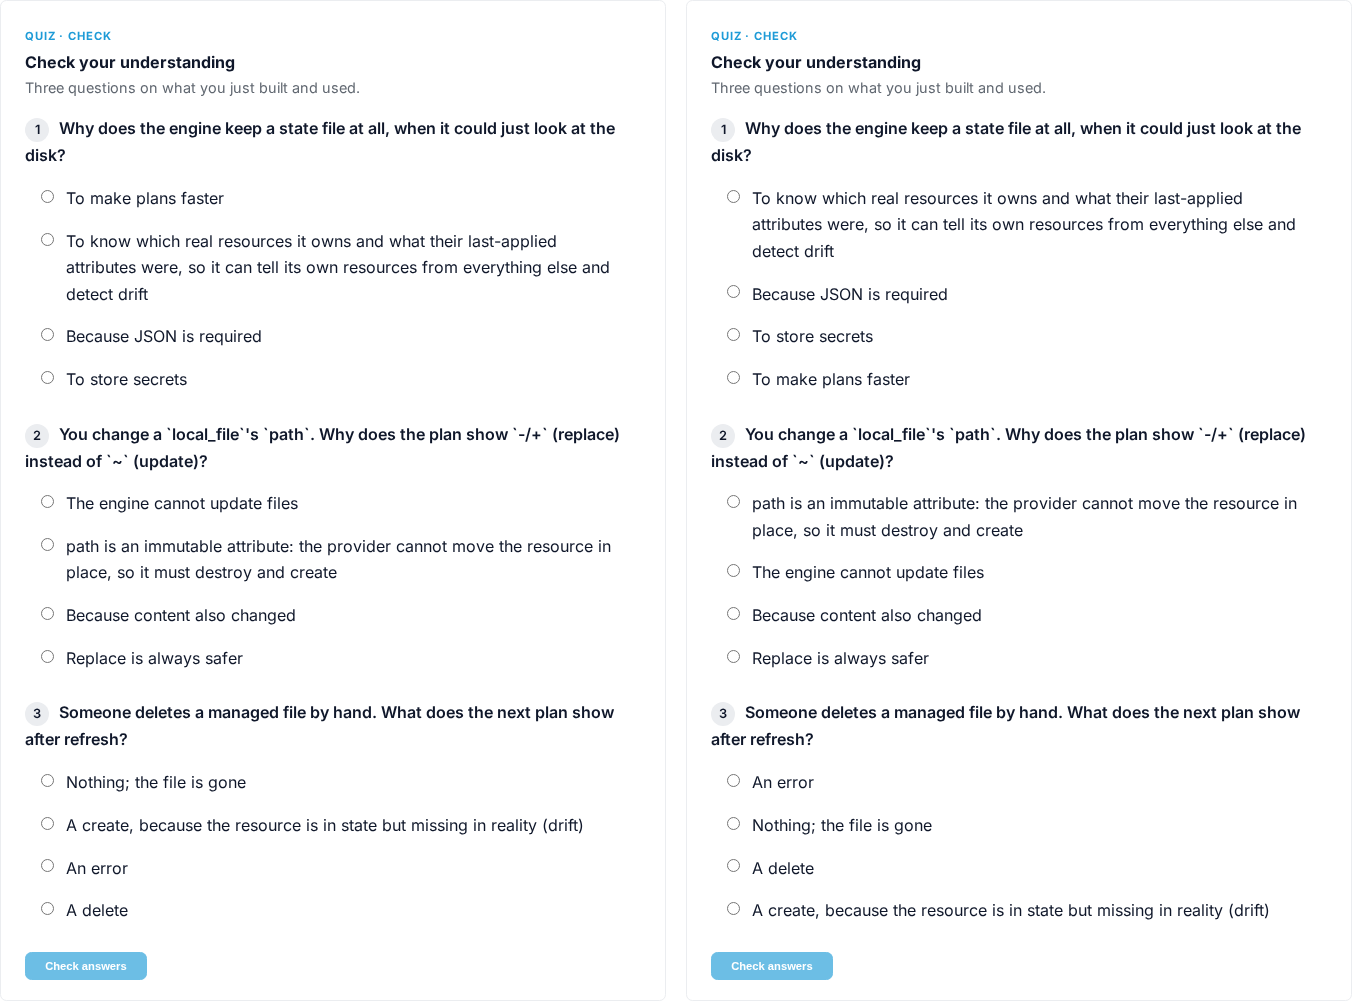 QUIZ · CHECK
Check your understanding
Three questions on what you just built and used.
1 Why does the engine keep a state file at all, when it could just look at the
disk?
To make plans faster
To know which real resources it owns and what their last-applied
attributes were, so it can tell its own resources from everything else and
detect drift
Because JSON is required
To store secrets
2 You change a `local_file`'s `path`. Why does the plan show `-/+` (replace)
instead of `~` (update)?
The engine cannot update files
path is an immutable attribute: the provider cannot move the resource in
place, so it must destroy and create
Because content also changed
Replace is always safer
3 Someone deletes a managed file by hand. What does the next plan show
after refresh?
Nothing; the file is gone
A create, because the resource is in state but missing in reality (drift)
An error
A delete
Check answers
QUIZ · CHECK
Check your understanding
Three questions on what you just built and used.
1 Why does the engine keep a state file at all, when it could just look at the
disk?
To know which real resources it owns and what their last-applied
attributes were, so it can tell its own resources from everything else and
detect drift
Because JSON is required
To store secrets
To make plans faster
2 You change a `local_file`'s `path`. Why does the plan show `-/+` (replace)
instead of `~` (update)?
path is an immutable attribute: the provider cannot move the resource in
place, so it must destroy and create
The engine cannot update files
Because content also changed
Replace is always safer
3 Someone deletes a managed file by hand. What does the next plan show
after refresh?
An error
Nothing; the file is gone
A delete
A create, because the resource is in state but missing in reality (drift)
Check answers